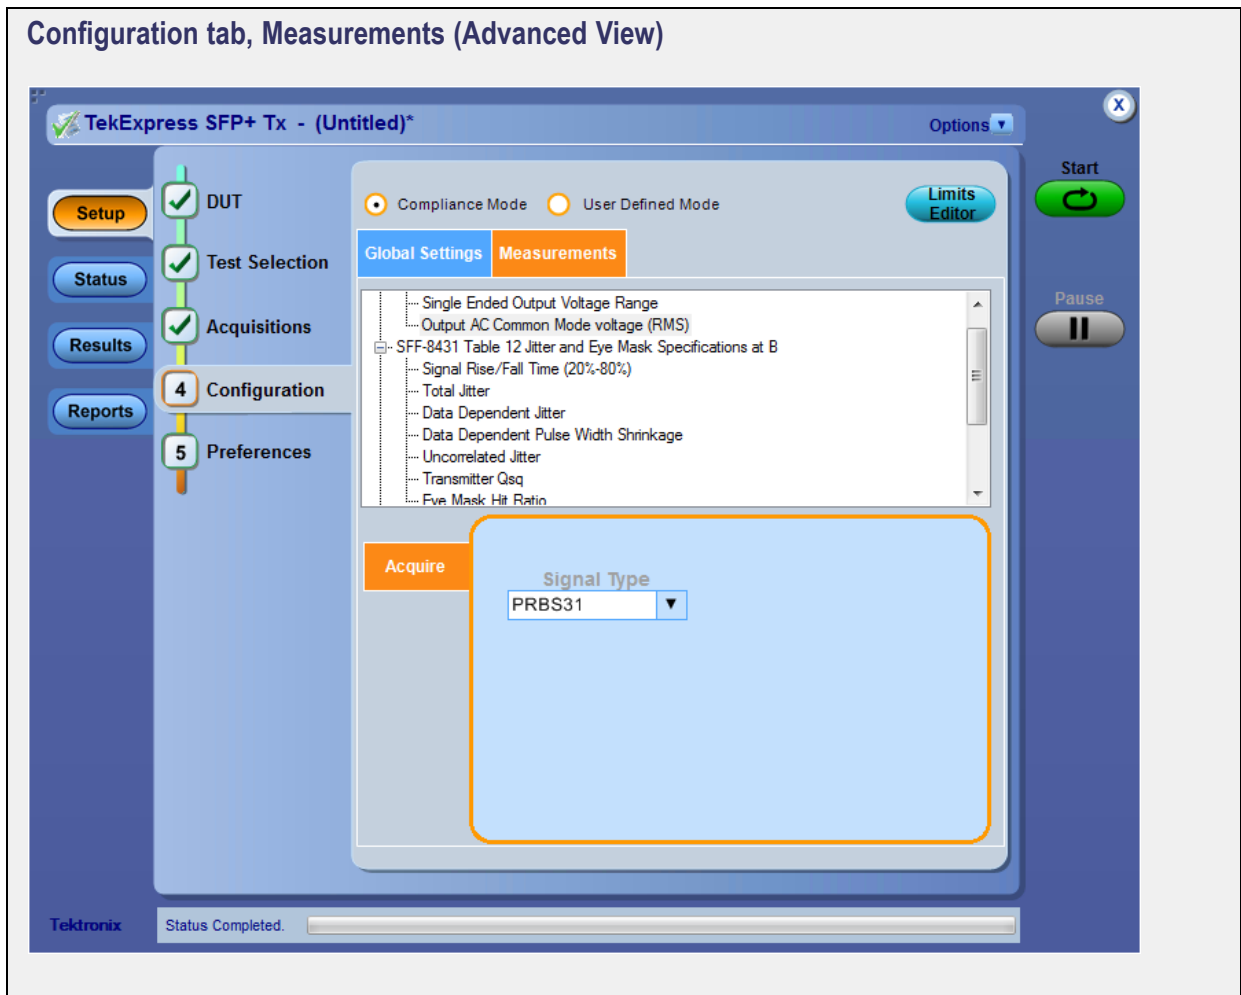 Configuration tab, Measurements (Advanced View)
TekExpress SFP+ Tx - (Untitled)*
Options
X
Setup
Status
Results
Reports
DUT
Test Selection
Acquisitions
4 Configuration
5 Preferences
Compliance Mode
User Defined Mode
Limits
Editor
Global Settings
Measurements
Single Ended Output Voltage Range
Output AC Common Mode voltage (RMS)
SFF-8431 Table 12 Jitter and Eye Mask Specifications at B
Signal Rise/Fall Time (20%-80%)
Total Jitter
Data Dependent Jitter
Data Dependent Pulse Width Shrinkage
Uncorrelated Jitter
Transmitter Qsq
Eye Mask Hit Ratio
Acquire
Signal Type
PRBS31
Start
Pause
Tektronix
Status Completed.